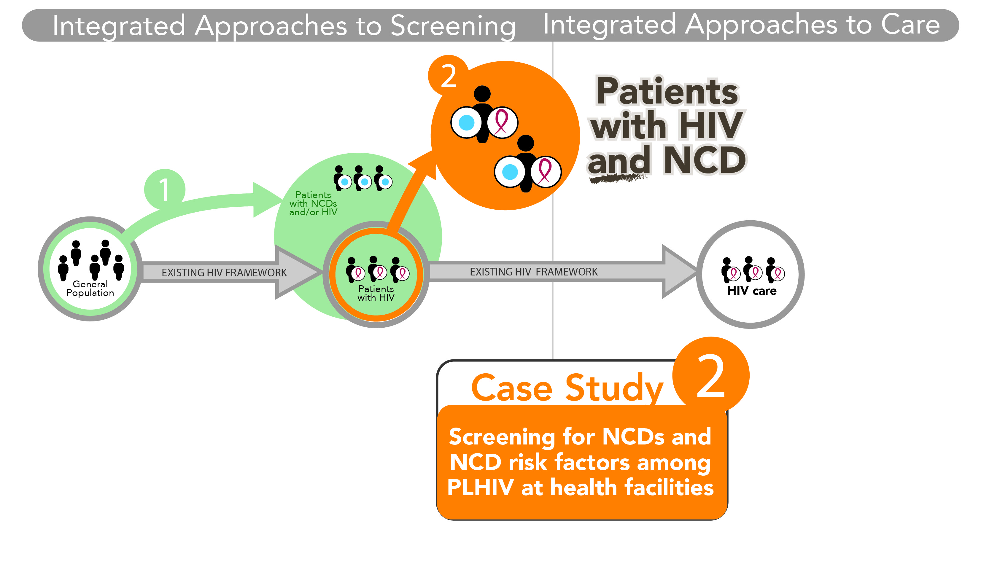 Integrated Approaches to Screening
Integrated Approaches to Care
2
Patients
with HIV
and NCD
1
Patients
with NCDs
and/or HIV
General
Population
EXISTING HIV FRAMEWORK
Patients
with HIV
EXISTING HIV FRAMEWORK
HIV care
Case Study
2
Screening for NCDs and
NCD risk factors among
PLHIV at health facilities